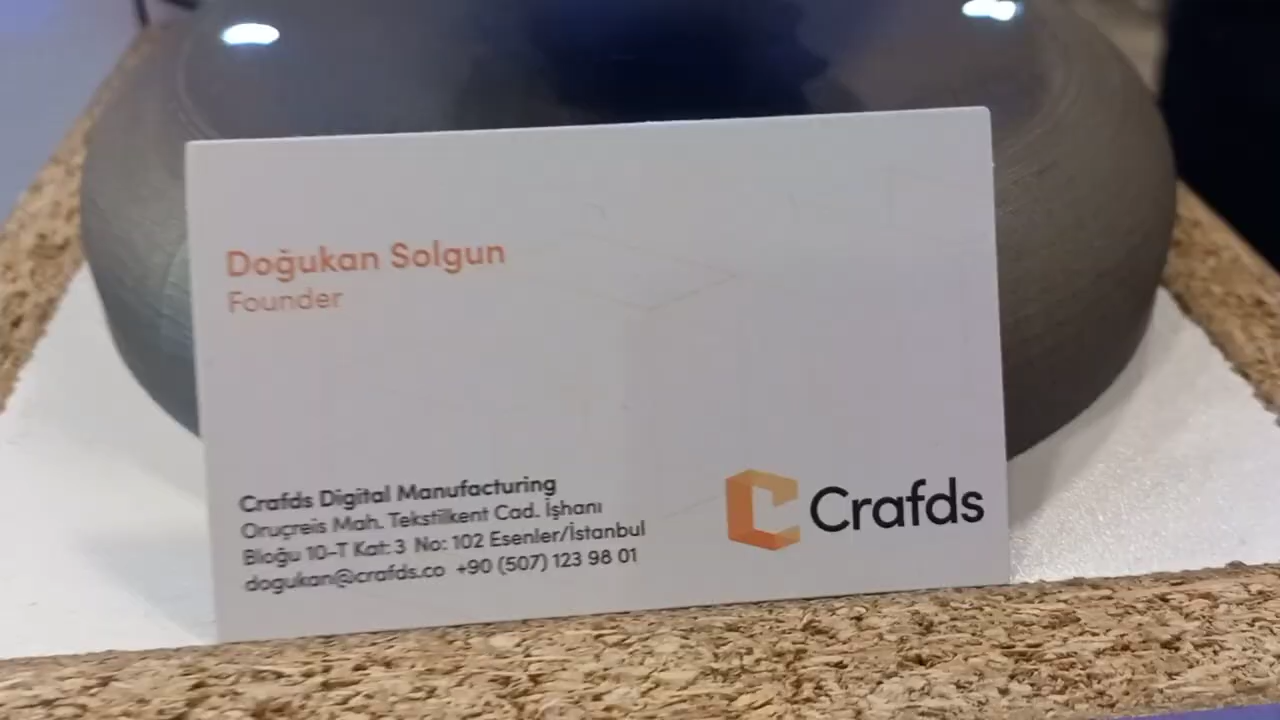 Doğukan Solgun
Founder
Crafds Digital Manufacturing
Oruçreis Mah. Tekstilkent Cad. İşhanı
Bloğu 10-T Kat: 3 No: 102 Esenler/İstanbul
dogukan@crafds.co +90 (507) 123 98 01
Crafds